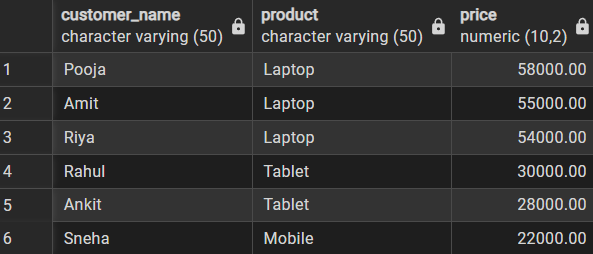 customer_name product price
character varying (50) character varying (50) numeric (10,2)
1 Pooja Laptop 58000.00
2 Amit Laptop 55000.00
3 Riya Laptop 54000.00
4 Rahul Tablet 30000.00
5 Ankit Tablet 28000.00
6 Sneha Mobile 22000.00